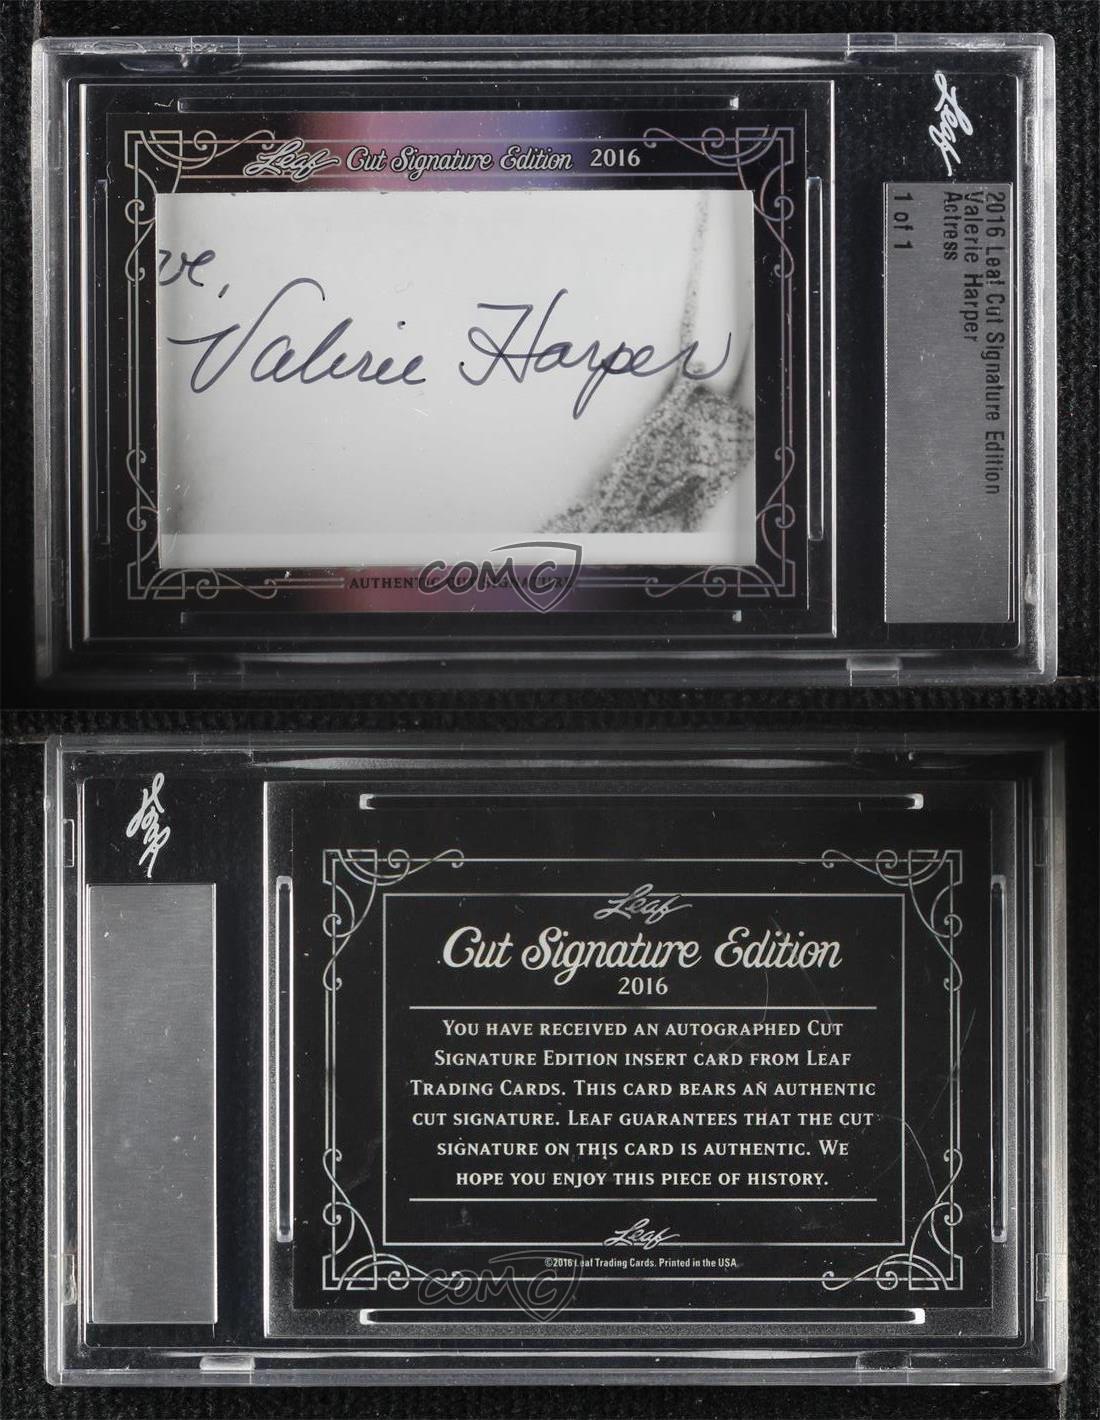 Leaf Cut Signature Edition 2016
ve,
Valerie Harper
AUTHENTIC CUT SIGNATURE
COMC
Leaf
2016 Leaf Cut Signature Edition
Valerie Harper
Actress
1 of 1
Leaf
Leaf
Cut Signature Edition
2016
YOU HAVE RECEIVED AN AUTOGRAPHED CUT
SIGNATURE EDITION INSERT CARD FROM LEAF
TRADING CARDS. THIS CARD BEARS AN AUTHENTIC
CUT SIGNATURE. LEAF GUARANTEES THAT THE CUT
SIGNATURE ON THIS CARD IS AUTHENTIC. WE
HOPE YOU ENJOY THIS PIECE OF HISTORY.
Leaf
©2016 Leaf Trading Cards. Printed in the USA
COMC